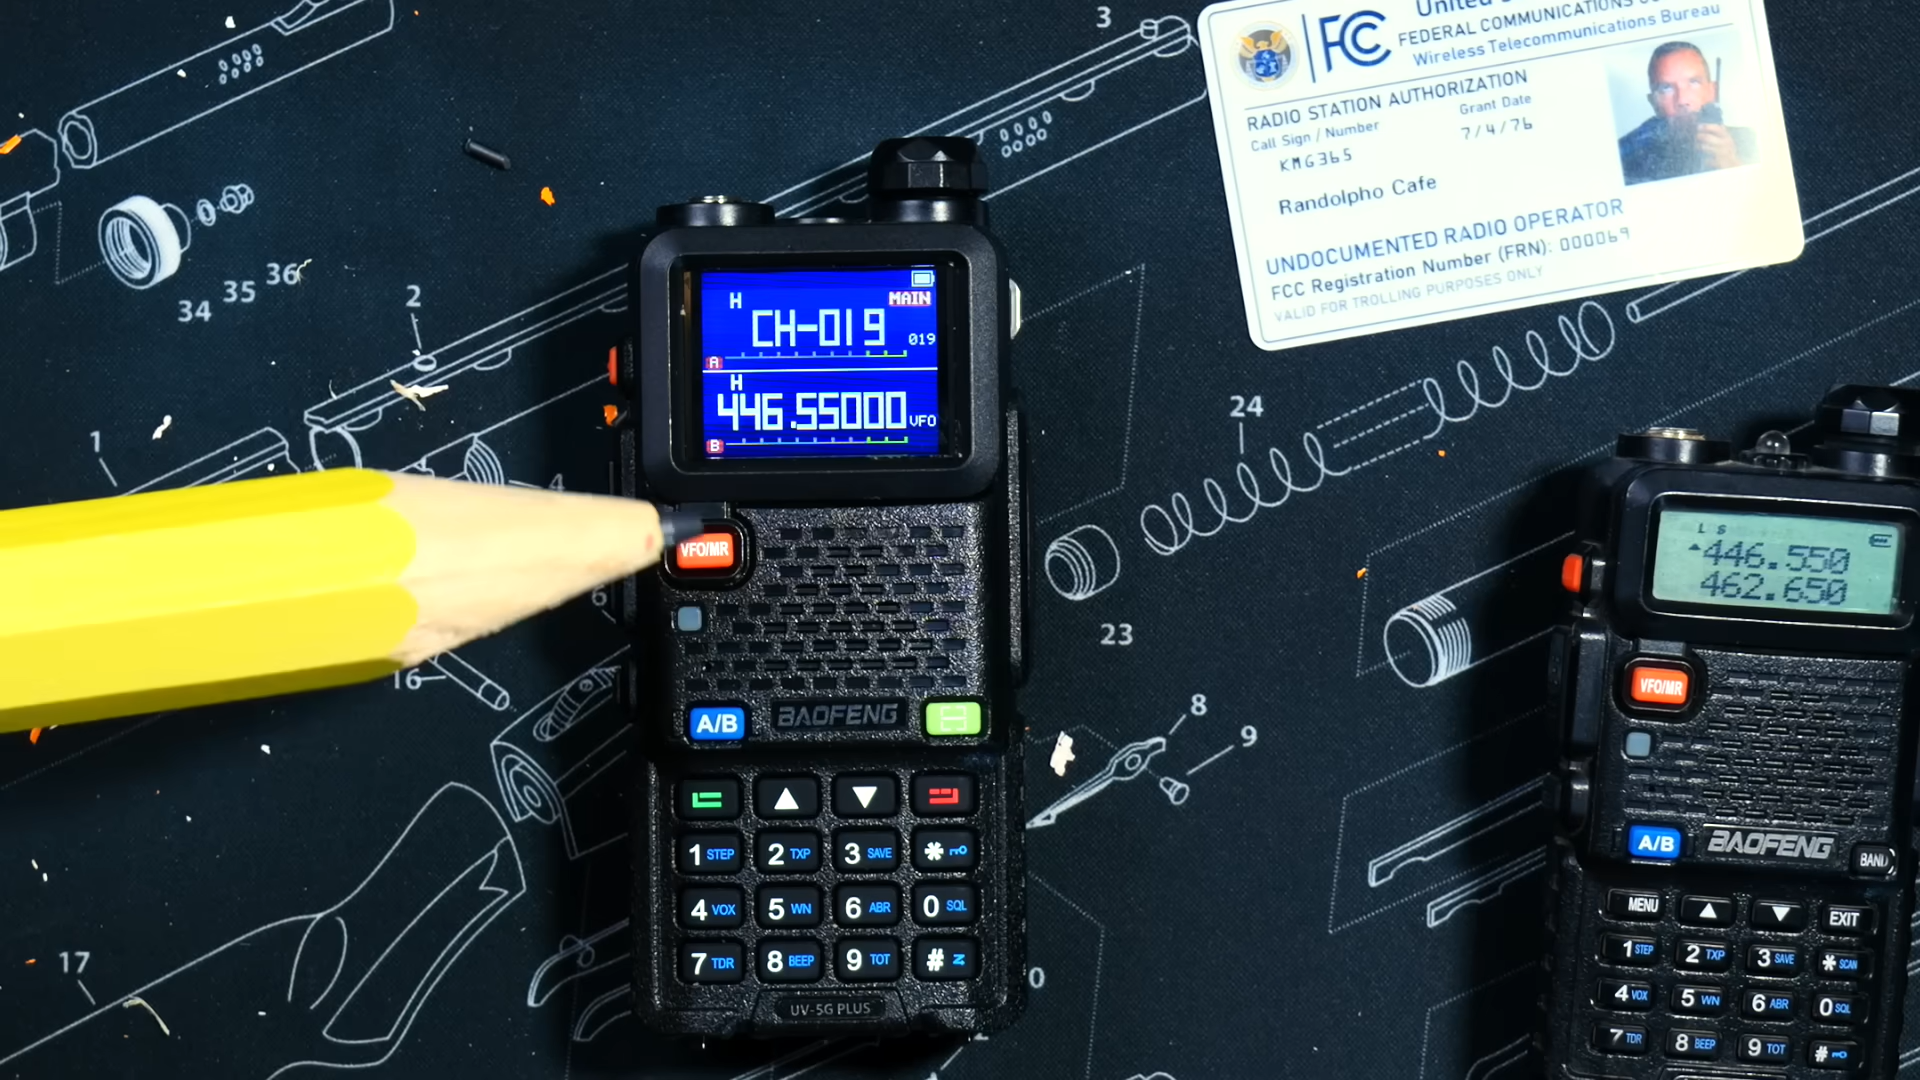 3
United
FEDERAL COMMUNICATIONS
Wireless Telecommunications Bureau
FCC
RADIO STATION AUTHORIZATION
Call Sign / Number
Grant Date
KMG365
7/4/76
Randolpho Cafe
UNDOCUMENTED RADIO OPERATOR
FCC Registration Number (FRN): 000069
VALID FOR TROLLING PURPOSES ONLY
34 35 36
2
1
4
6
16
17
24
23
8
9
H
MAIN
CH-019
019
A
H
446.55000
VFO
B
VFO/MR
A/B
BAOFENG
1 STEP
2 TXP
3 SAVE
*
4 VOX
5 WN
6 ABR
0 SQL
7 TDR
8 BEEP
9 TOT
#
UV-5G PLUS
L S
446.550
462.650
VFO/MR
A/B
BAOFENG
BAND
MENU
EXIT
1 STEP
2 TXP
3 SAVE
* SCAN
4 VOX
5 WN
6 ABR
0 SQL
7 TDR
8 BEEP
9 TOT
#